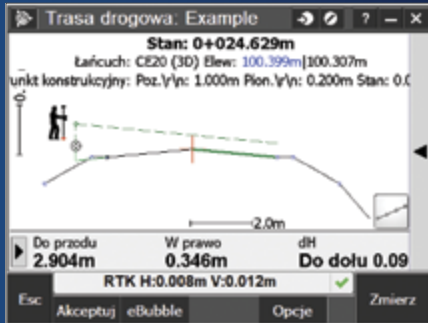 Trasa drogowa: Example ? — X
Stan: 0+024.629m
Łańcuch: CE20 (3D) Elew: 100.399m|100.307m
unkt konstrukcyjny: Poz.\r\n: 1.000m Pion.\r\n: 0.200m Stan: 0.0
2.0m
Do przodu W prawo dH
2.904m 0.346m Do dołu 0.09
RTK H:0.008m V:0.012m
Esc Akceptuj eBubble Opcje Zmierz